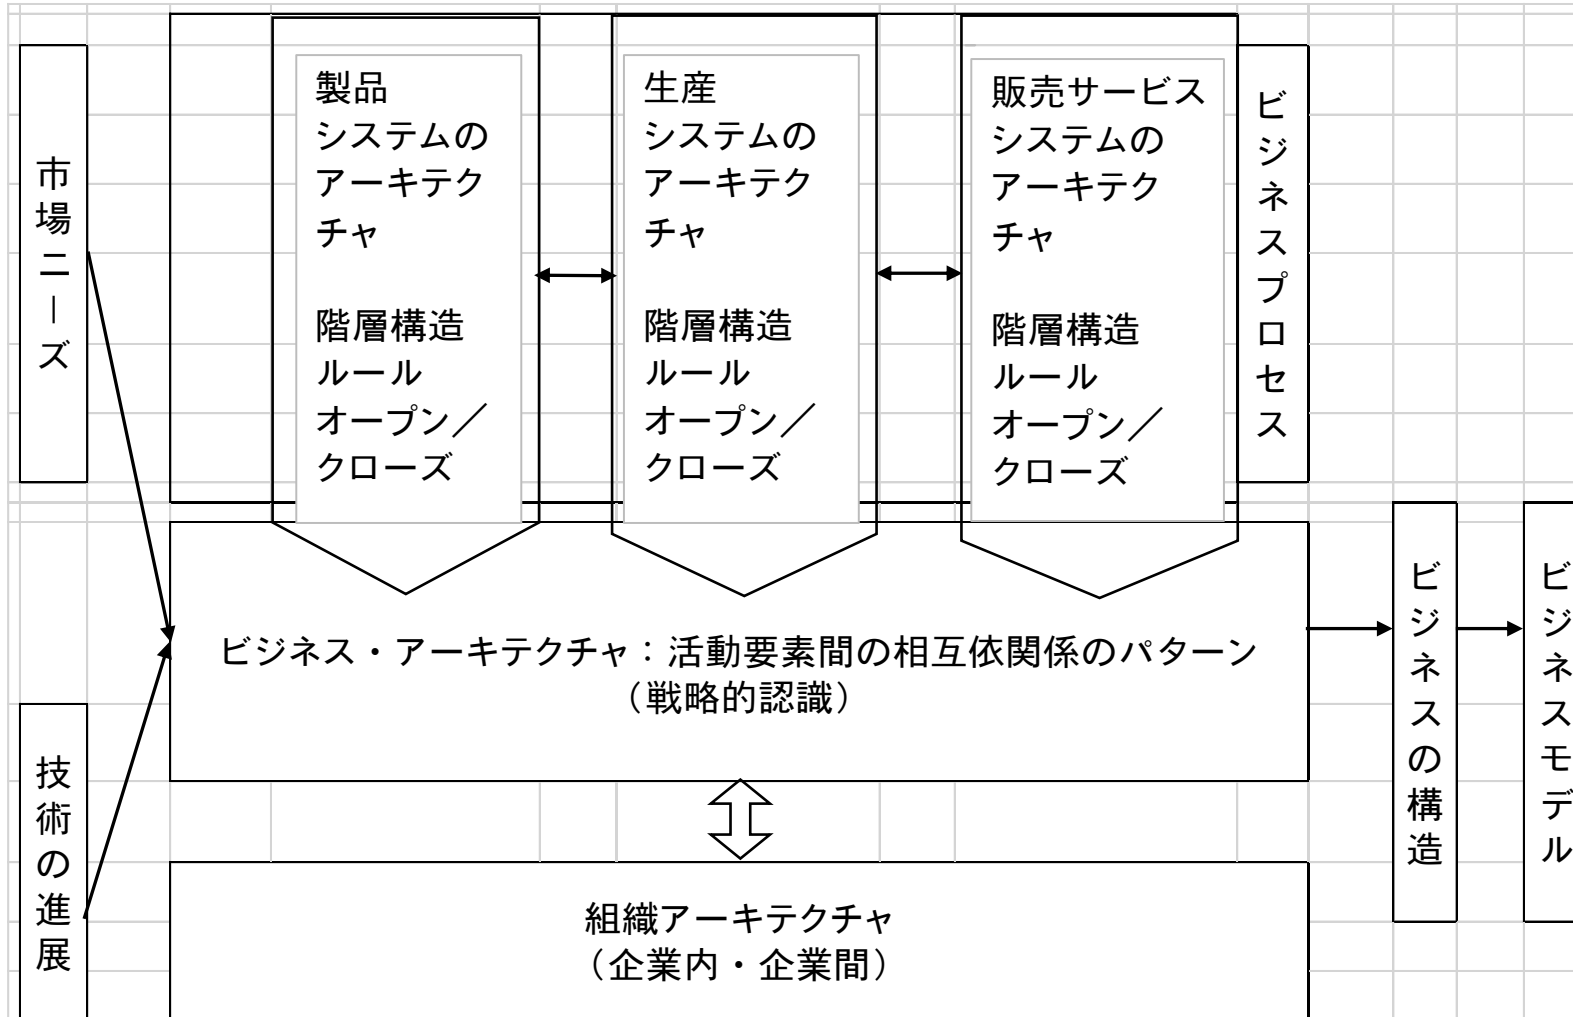 市場ニーズ
製品
システムの
アーキテク
チャ
階層構造
ルール
オープン／
クローズ
生産
システムの
アーキテク
チャ
階層構造
ルール
オープン／
クローズ
販売サービス
システムの
アーキテク
チャ
階層構造
ルール
オープン／
クローズ
ビジネスプロセス
ビジネス・アーキテクチャ：活動要素間の相互依関係のパターン
（戦略的認識）
技術の進展
組織アーキテクチャ
（企業内・企業間）
ビジネスの構造
ビジネスモデル